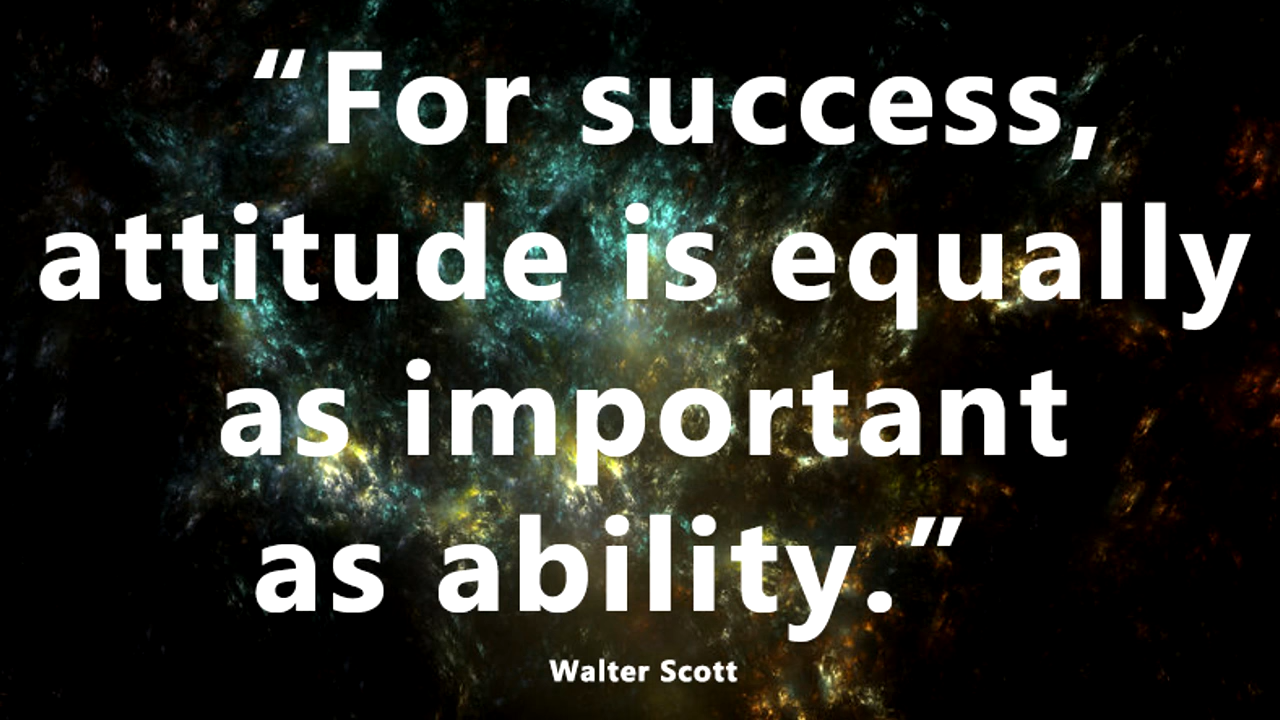 “For success,
attitude is equally
as important
as ability.”
Walter Scott